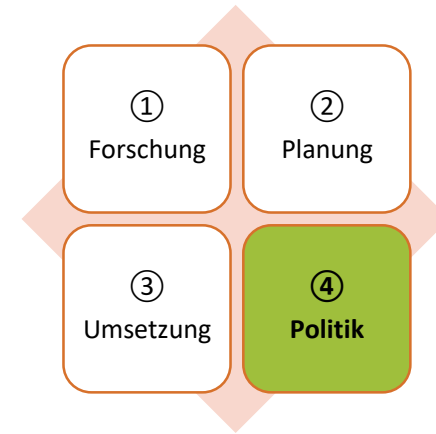 ①
Forschung
②
Planung
③
Umsetzung
④
Politik